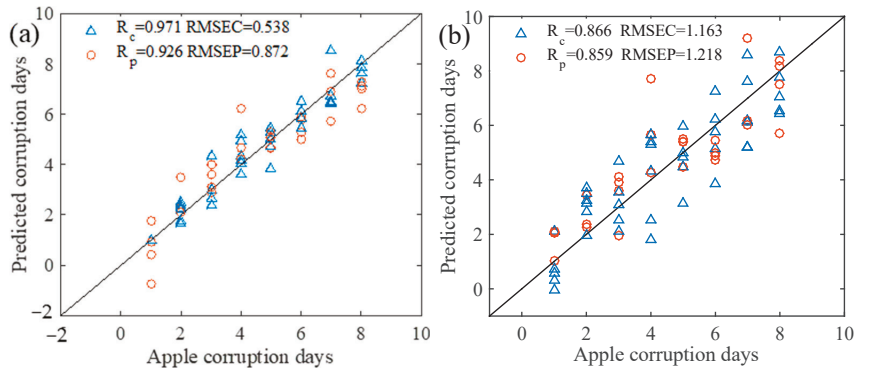 (a)
R_c=0.971 RMSEC=0.538
R_p=0.926 RMSEP=0.872
Predicted corruption days
10
8
6
4
2
0
−2
−2 0 2 4 6 8 10
Apple corruption days
(b)
R_c=0.866 RMSEC=1.163
R_p=0.859 RMSEP=1.218
Predicted corruption days
10
8
6
4
2
0
0 2 4 6 8 10
Apple corruption days